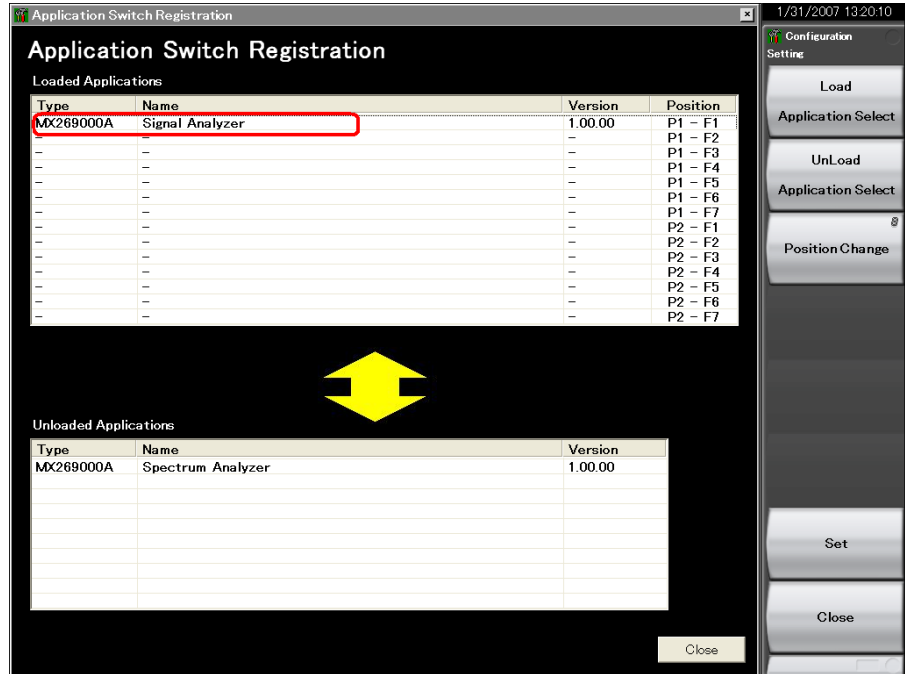 Application Switch Registration
1/31/2007 13:20:10
Application Switch Registration
Loaded Applications
Type Name Version Position
MX269000A Signal Analyzer 1.00.00 P1 - F1
- - - P1 - F2
- - - P1 - F3
- - - P1 - F4
- - - P1 - F5
- - - P1 - F6
- - - P1 - F7
- - - P2 - F1
- - - P2 - F2
- - - P2 - F3
- - - P2 - F4
- - - P2 - F5
- - - P2 - F6
- - - P2 - F7
Unloaded Applications
Type Name Version
MX269000A Spectrum Analyzer 1.00.00
Close
Configuration
Setting
Load
Application Select
UnLoad
Application Select
8
Position Change
Set
Close